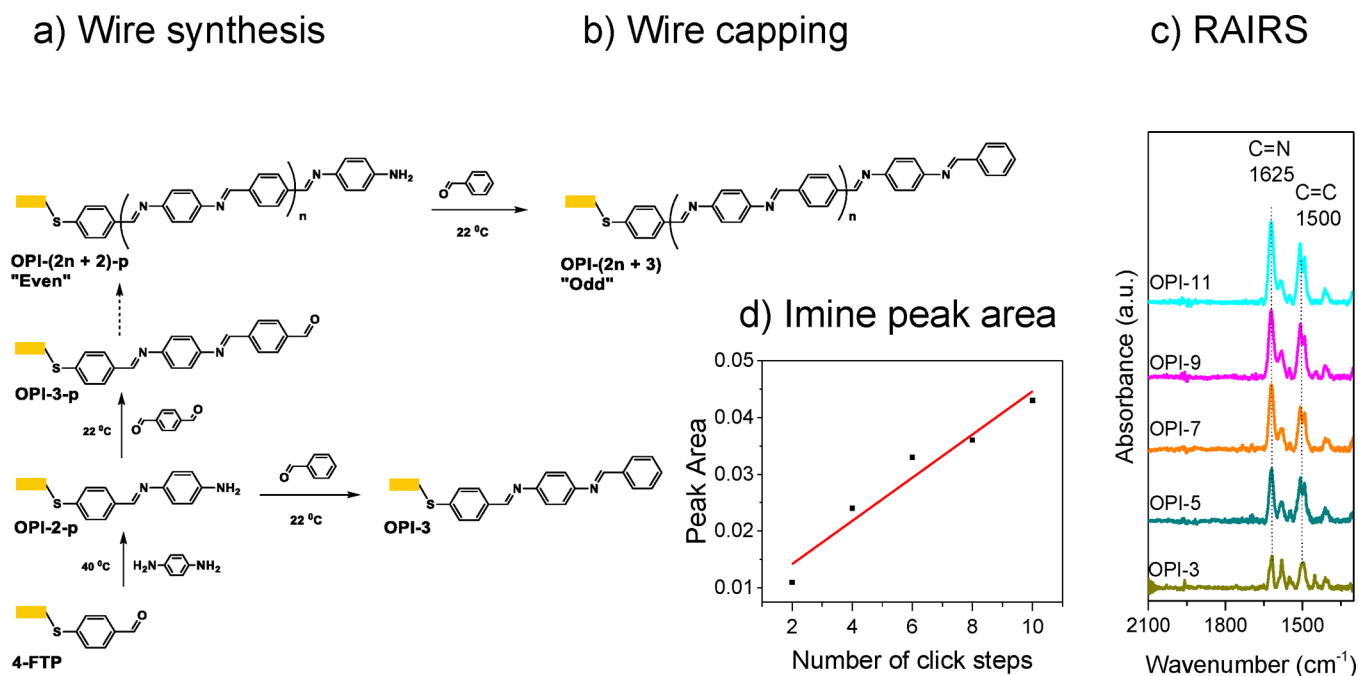 a) Wire synthesis
b) Wire capping
c) RAIRS
S
N
N
n
N
NH₂
OPI-(2n + 2)-p
"Even"
O
22 ⁰C
S
N
N
n
N
N
OPI-(2n + 3)
"Odd"
S
N
N
O
OPI-3-p
22 ⁰C
O
O
S
N
NH₂
OPI-2-p
O
22 ⁰C
S
N
N
OPI-3
40 ⁰C
H₂N
NH₂
S
O
4-FTP
d) Imine peak area
0.05
0.04
0.03
0.02
0.01
Peak Area
2 4 6 8 10
Number of click steps
C=N
1625
C=C
1500
OPI-11
OPI-9
OPI-7
OPI-5
OPI-3
Absorbance (a.u.)
2100 1800 1500
Wavenumber (cm⁻¹)